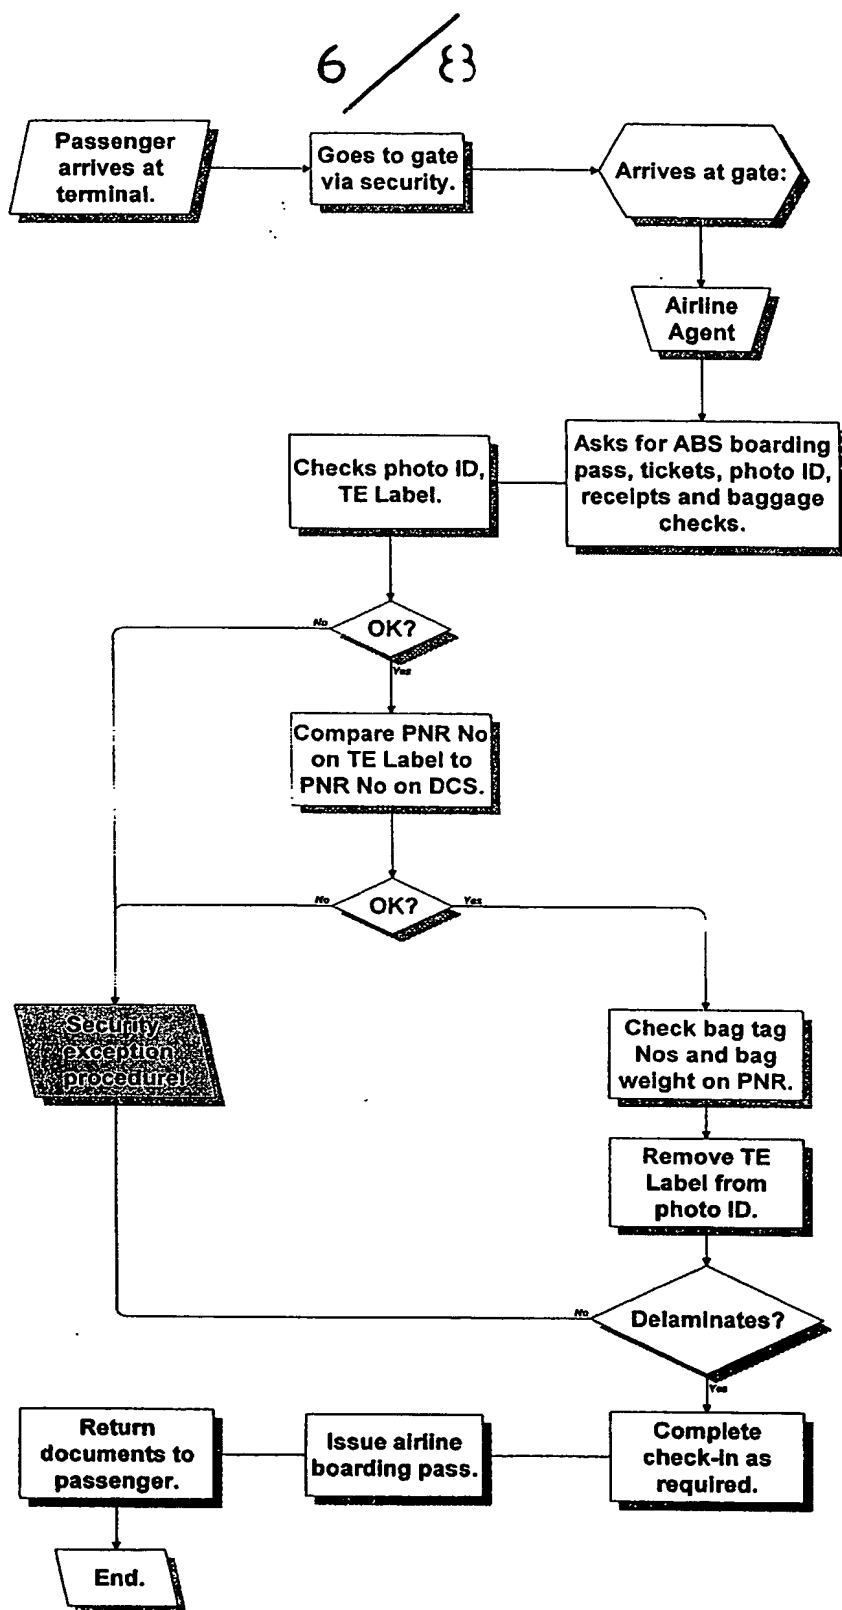 6 / 8
Passenger
arrives at
terminal.
Goes to gate
via security.
Arrives at gate:
Airline
Agent
Asks for ABS boarding
pass, tickets, photo ID,
receipts and baggage
checks.
Checks photo ID,
TE Label.
OK?
No
Yes
Compare PNR No
on TE Label to
PNR No on DCS.
OK?
No
Yes
Security
exception
procedure!
Check bag tag
Nos and bag
weight on PNR.
Remove TE
Label from
photo ID.
Delaminates?
No
Yes
Complete
check-in as
required.
Issue airline
boarding pass.
Return
documents to
passenger.
End.